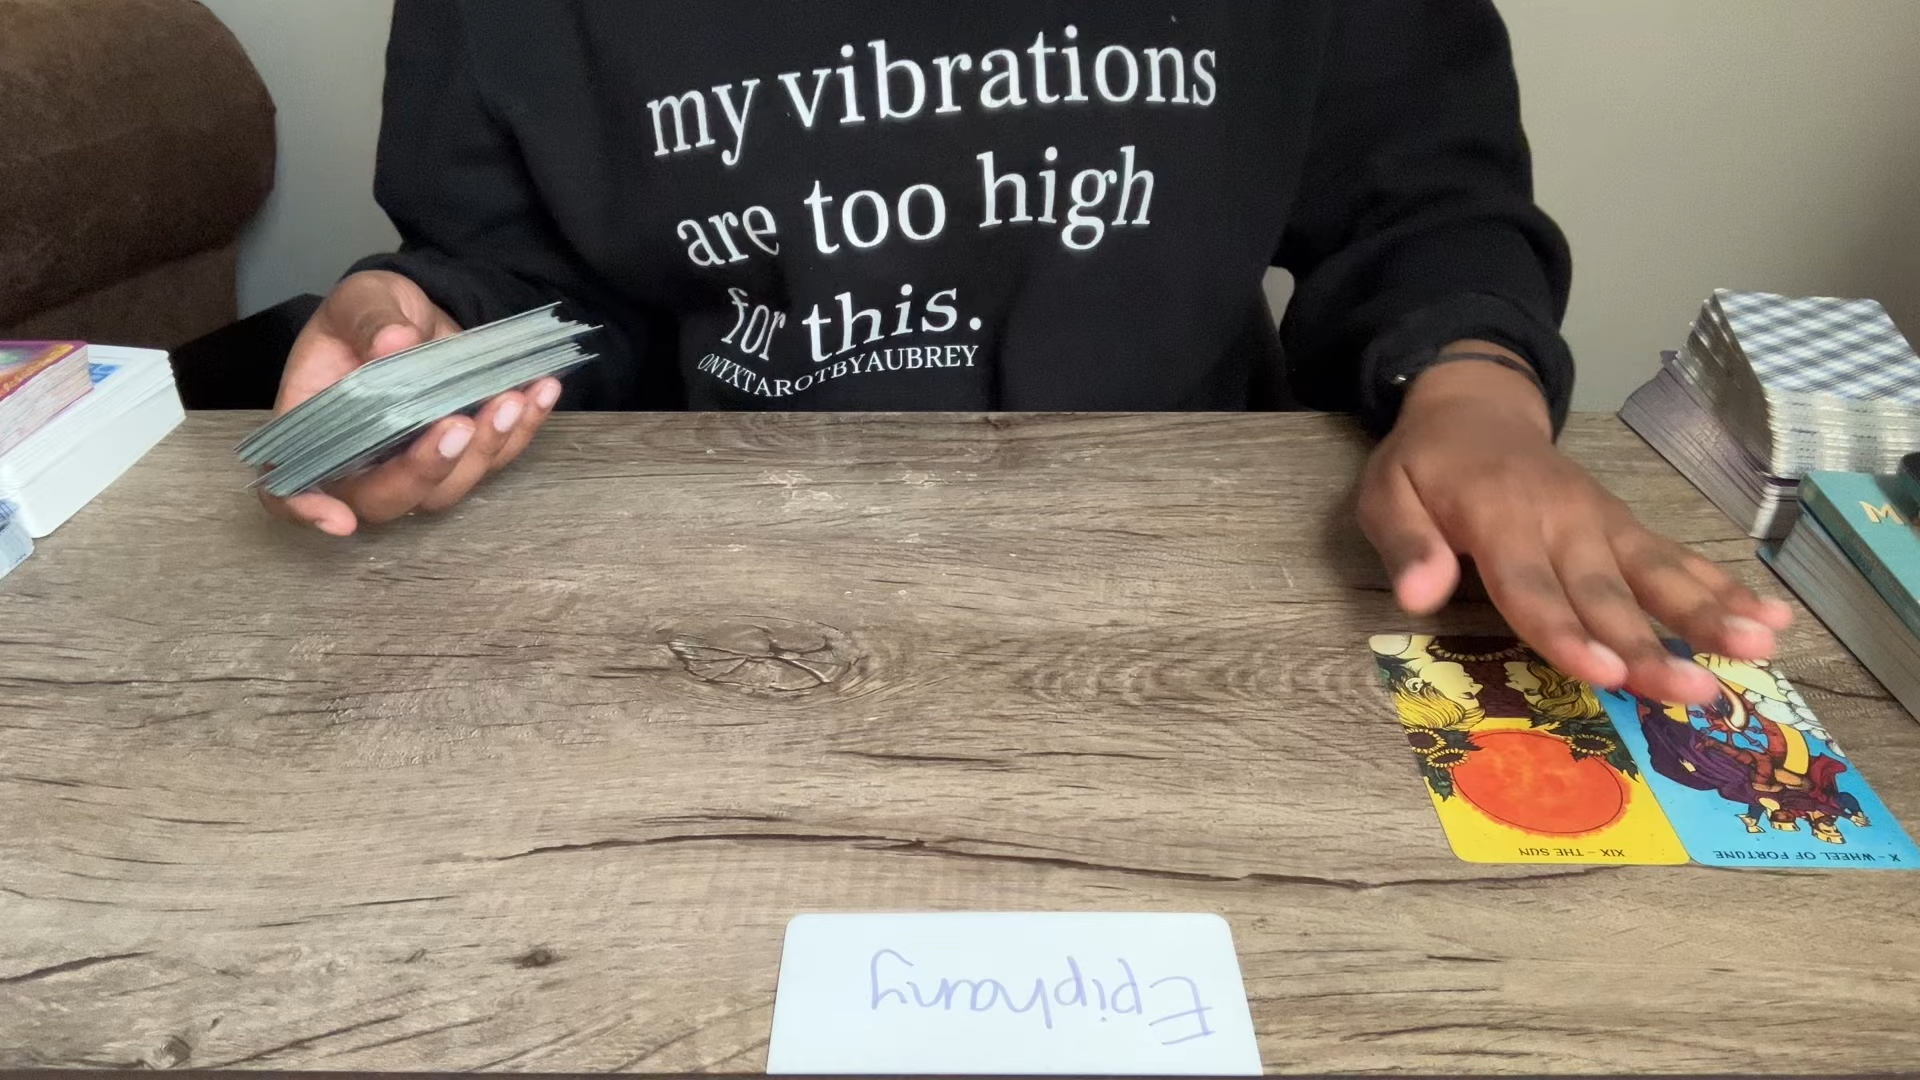 my vibrations
are too high
for this.
ONYXTAROTBYAUBREY
M
XIX - THE SUN
X - WHEEL OF FORTUNE
Epiphany